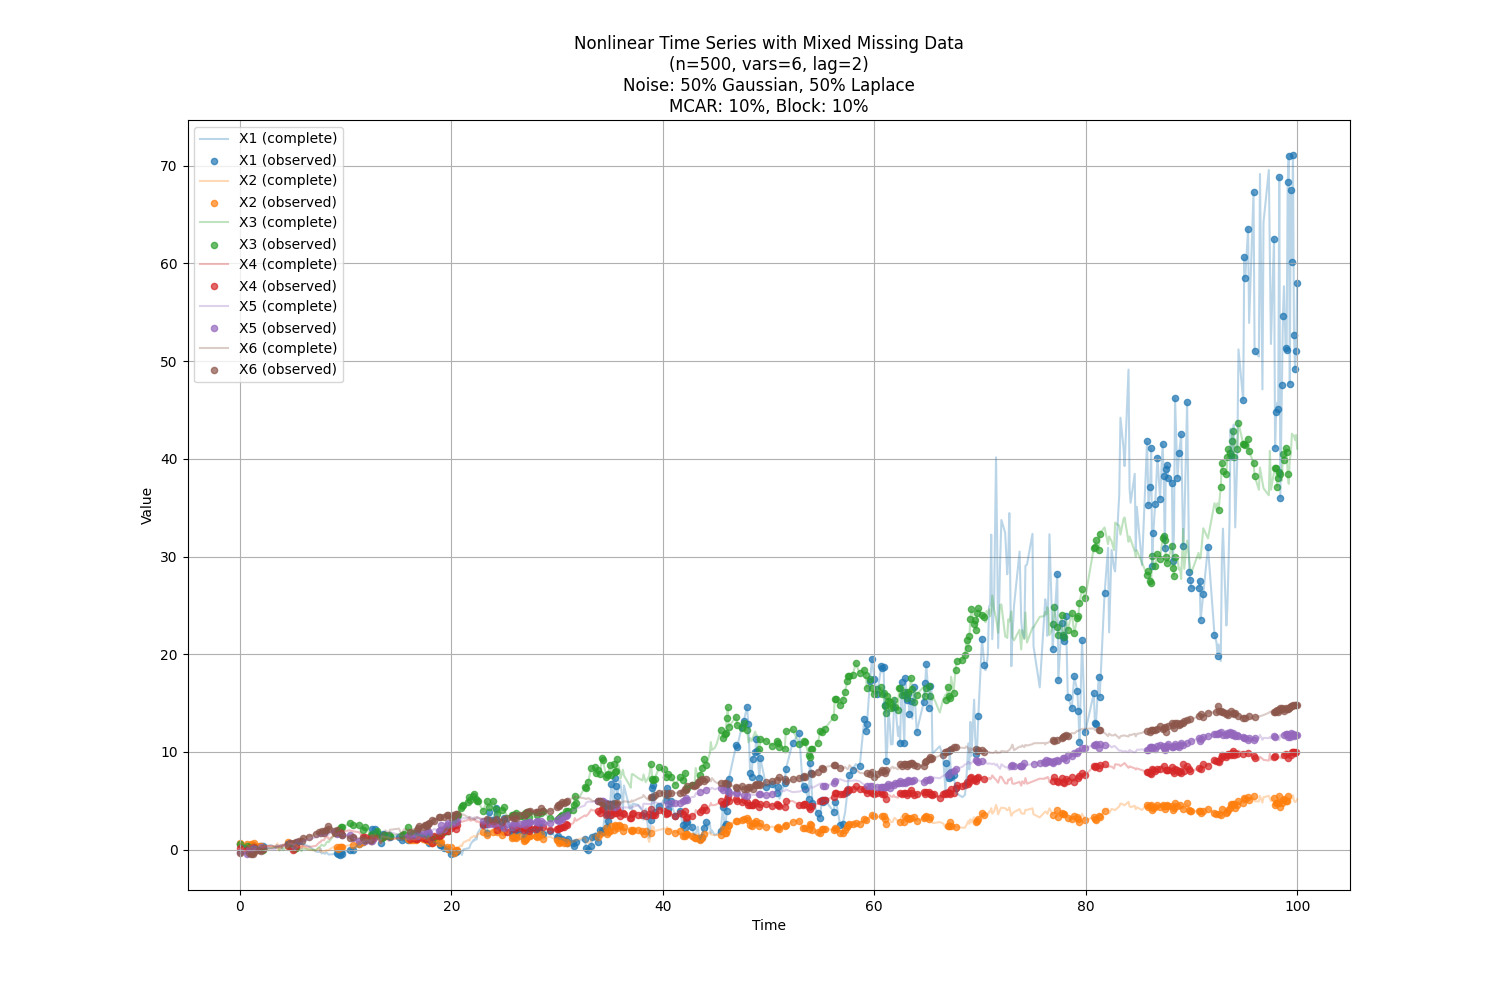 Nonlinear Time Series with Mixed Missing Data
(n=500, vars=6, lag=2)
Noise: 50% Gaussian, 50% Laplace
MCAR: 10%, Block: 10%
X1 (complete)
X1 (observed)
X2 (complete)
X2 (observed)
X3 (complete)
X3 (observed)
X4 (complete)
X4 (observed)
X5 (complete)
X5 (observed)
X6 (complete)
X6 (observed)
70
60
50
40
30
20
10
0
Value
0 20 40 60 80 100
Time